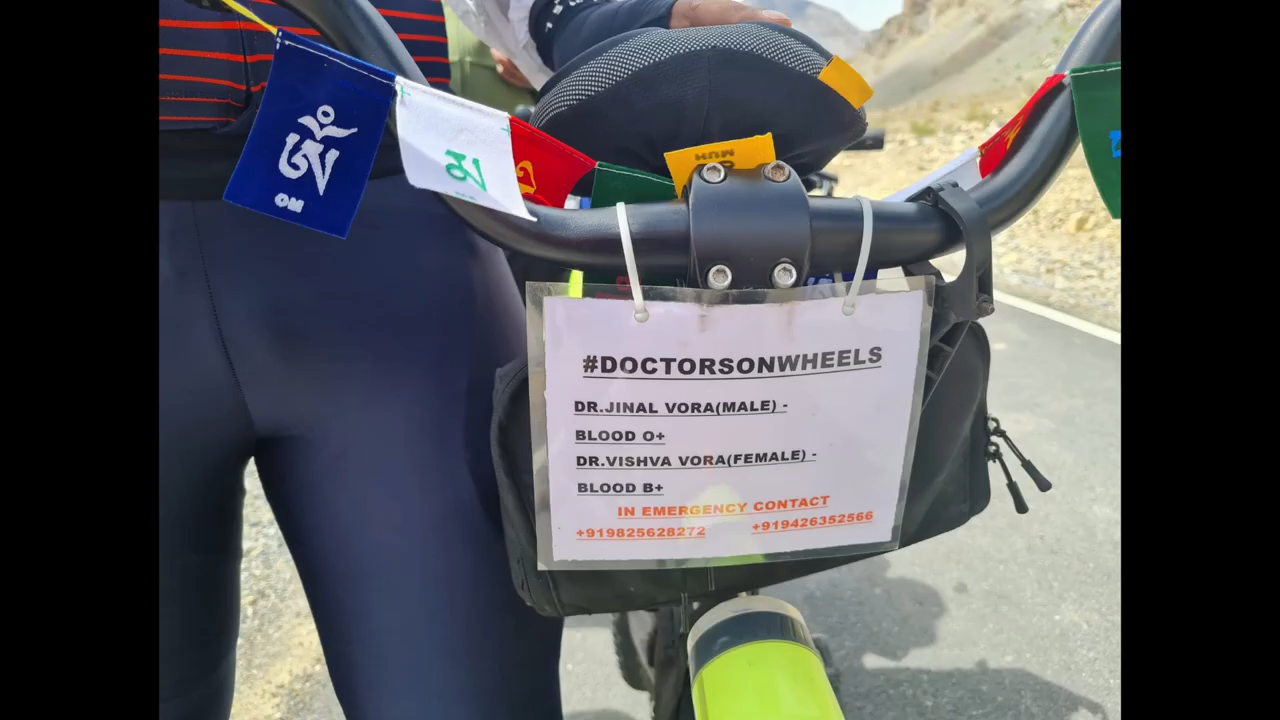 ॐ
OM
#DOCTORSONWHEELS
DR.JINAL VORA(MALE) -
BLOOD O+
DR.VISHVA VORA(FEMALE) -
BLOOD B+
IN EMERGENCY CONTACT
+919825628272 +919426352566